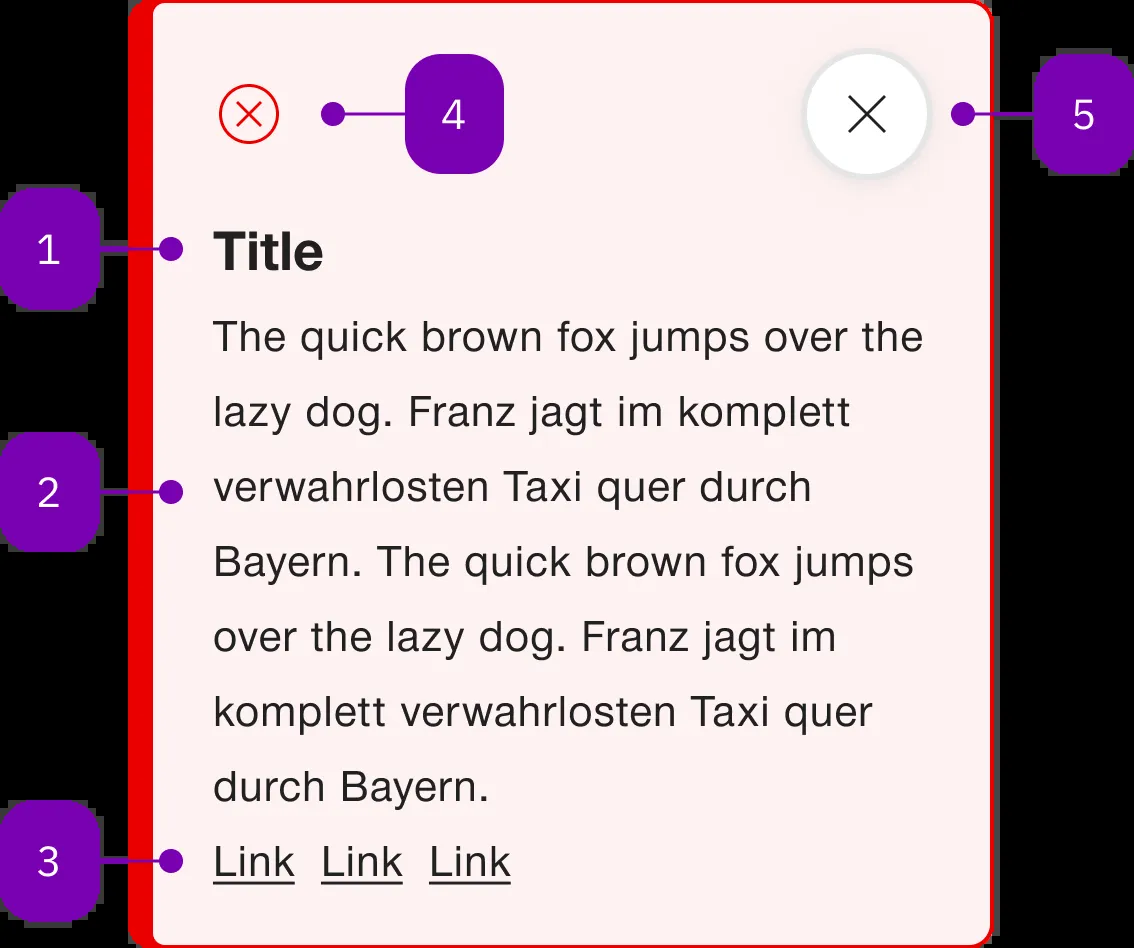 4
5
1
Title
The quick brown fox jumps over the
lazy dog. Franz jagt im komplett
2
verwahrlosten Taxi quer durch
Bayern. The quick brown fox jumps
over the lazy dog. Franz jagt im
komplett verwahrlosten Taxi quer
durch Bayern.
3
Link Link Link